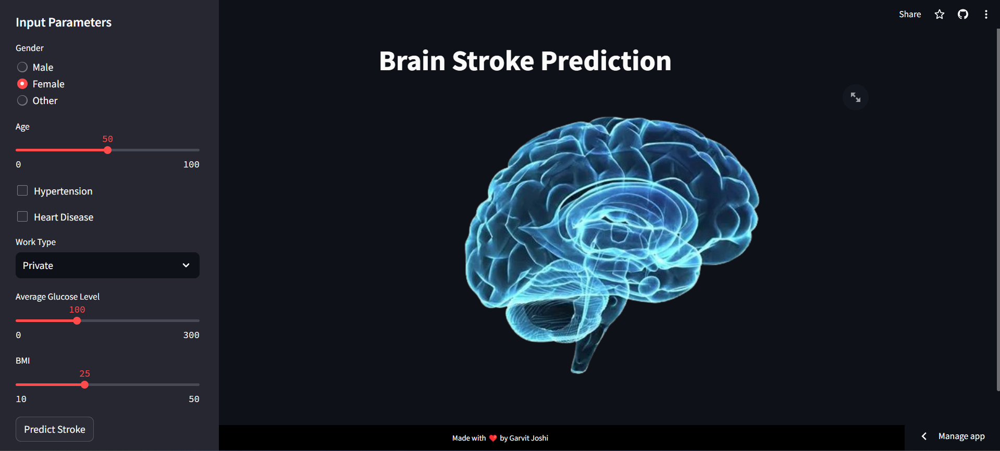 Input Parameters
Gender
Male
Female
Other
Age
50
0 100
Hypertension
Heart Disease
Work Type
Private
Average Glucose Level
100
0 300
BMI
25
10 50
Predict Stroke
Share
Brain Stroke Prediction
Made with ❤️ by Garvit Joshi
Manage app